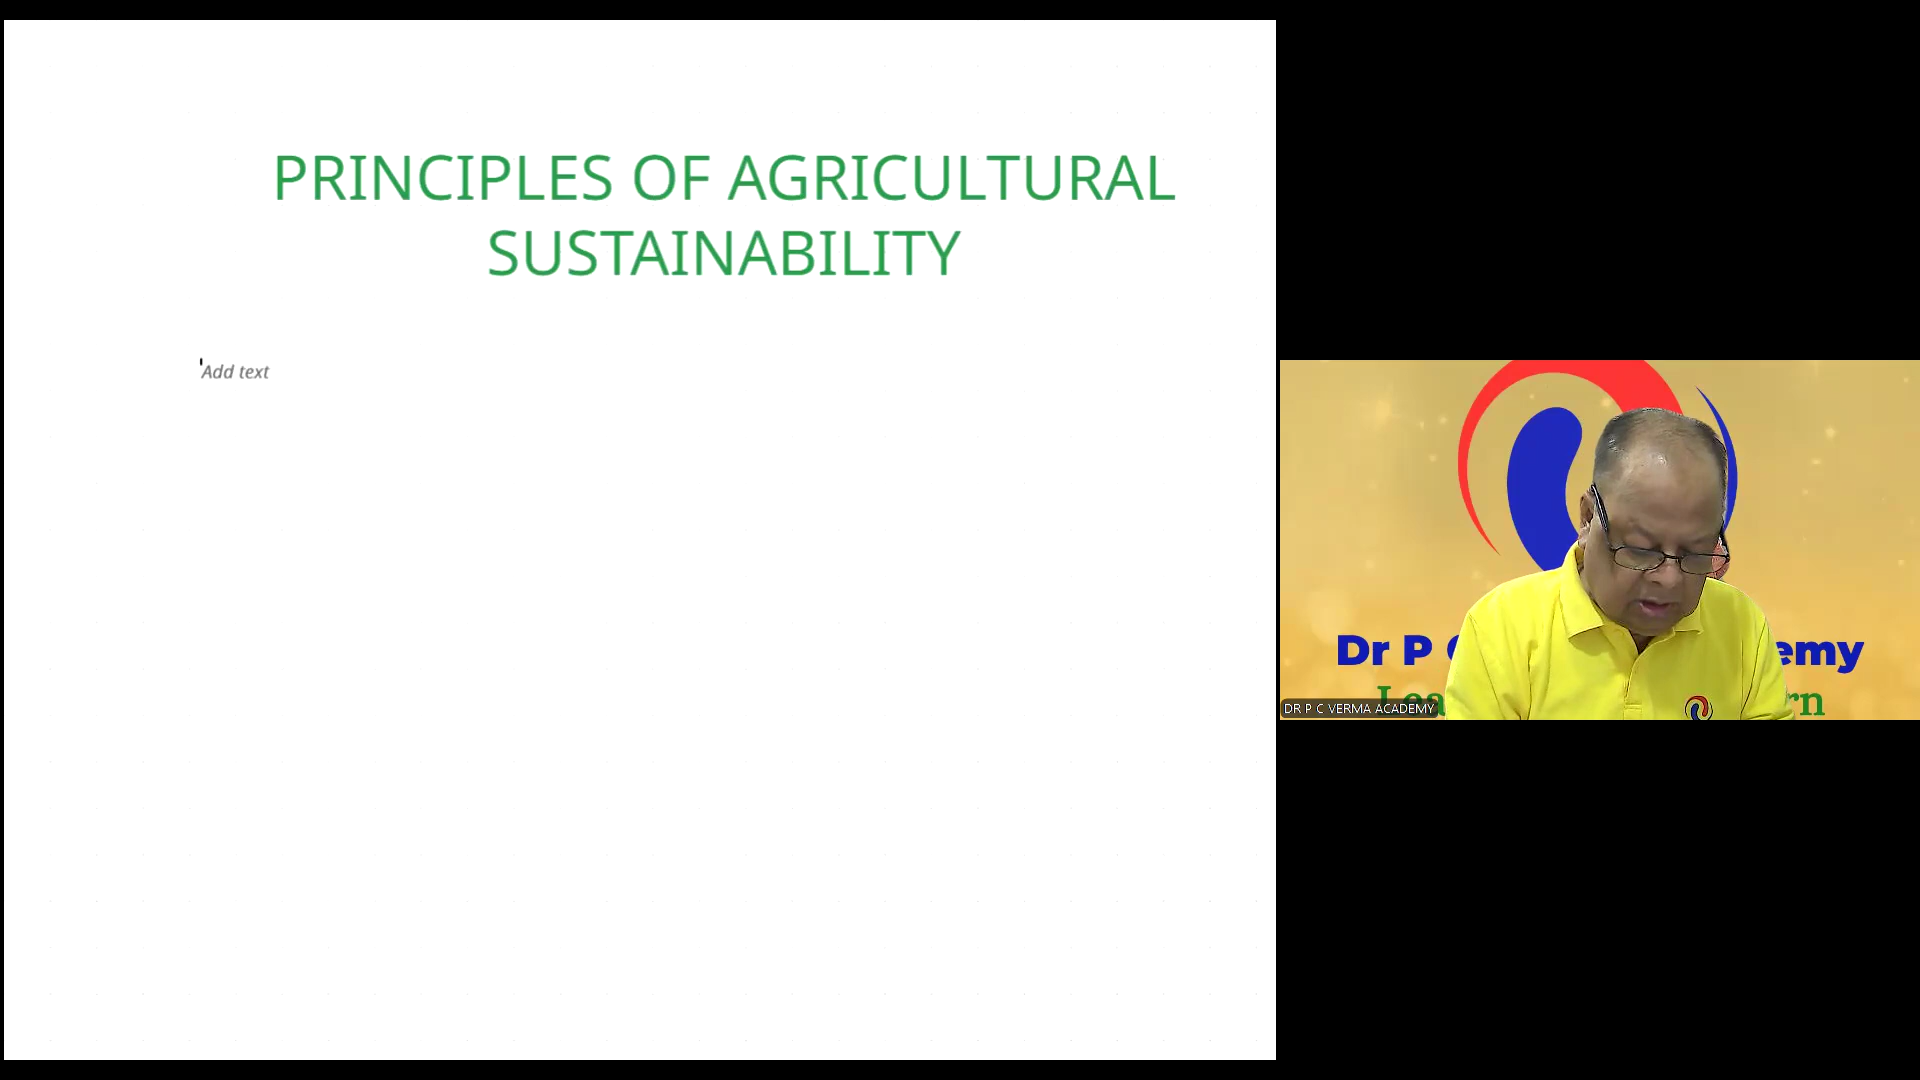 PRINCIPLES OF AGRICULTURAL
SUSTAINABILITY
Add text
Dr P emy
DR P C VERMA ACADEMY